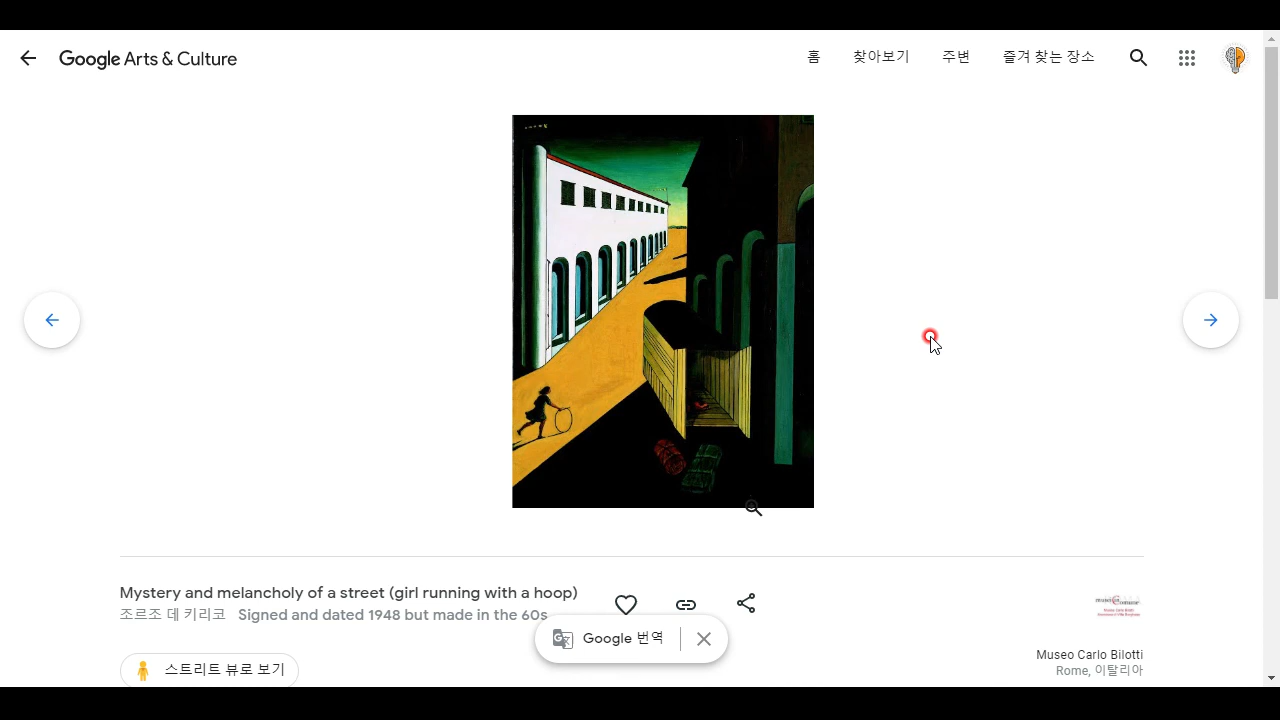 Google Arts & Culture
홈 찾아보기 주변 즐겨 찾는 장소
Mystery and melancholy of a street (girl running with a hoop)
조르조 데 키리코 Signed and dated 1948 but made in the 60s
Google 번역
스트리트 뷰로 보기
Museo Carlo Bilotti
Rome, 이탈리아